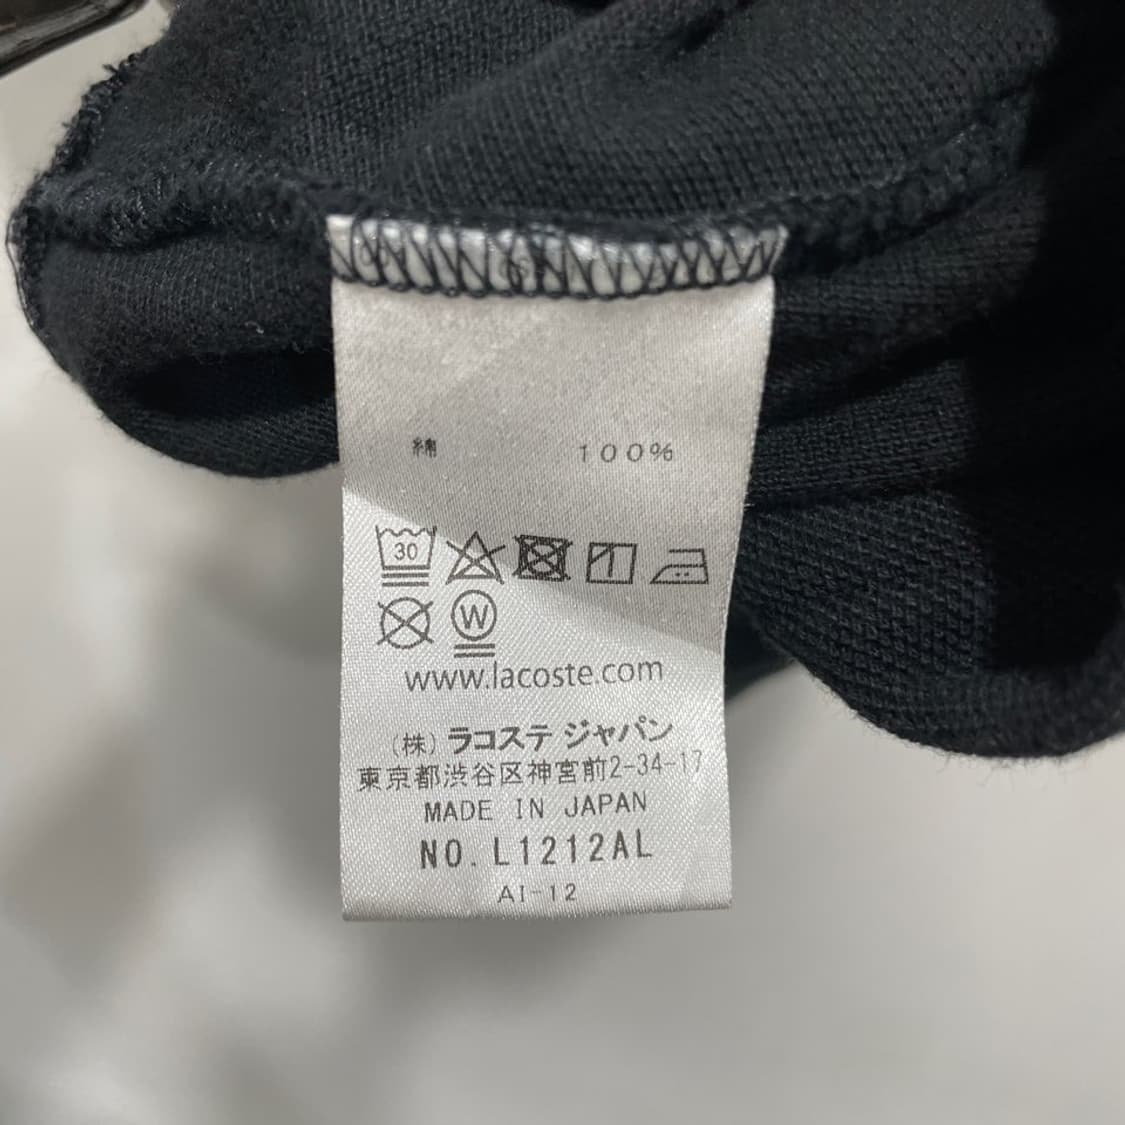 綿 100%
30
W
www.lacoste.com
(株) ラコステ ジャパン
東京都渋谷区神宮前2-34-17
MADE IN JAPAN
NO. L1212AL
AI-12